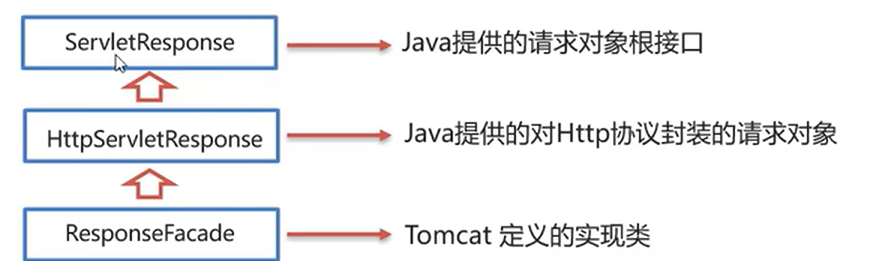 ServletResponse Java提供的请求对象根接口
HttpServletResponse Java提供的对Http协议封装的请求对象
ResponseFacade Tomcat 定义的实现类